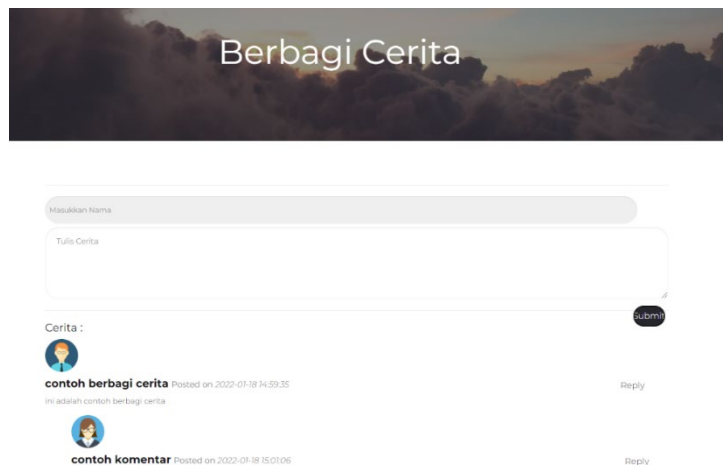 Berbagi Cerita
Masukkan Nama
Tulis Cerita
Submit
Cerita :
contoh berbagi cerita Posted on 2022-01-18 14:59:35
Reply
ini adalah contoh berbagi cerita
contoh komentar Posted on 2022-01-18 15:01:06
Reply